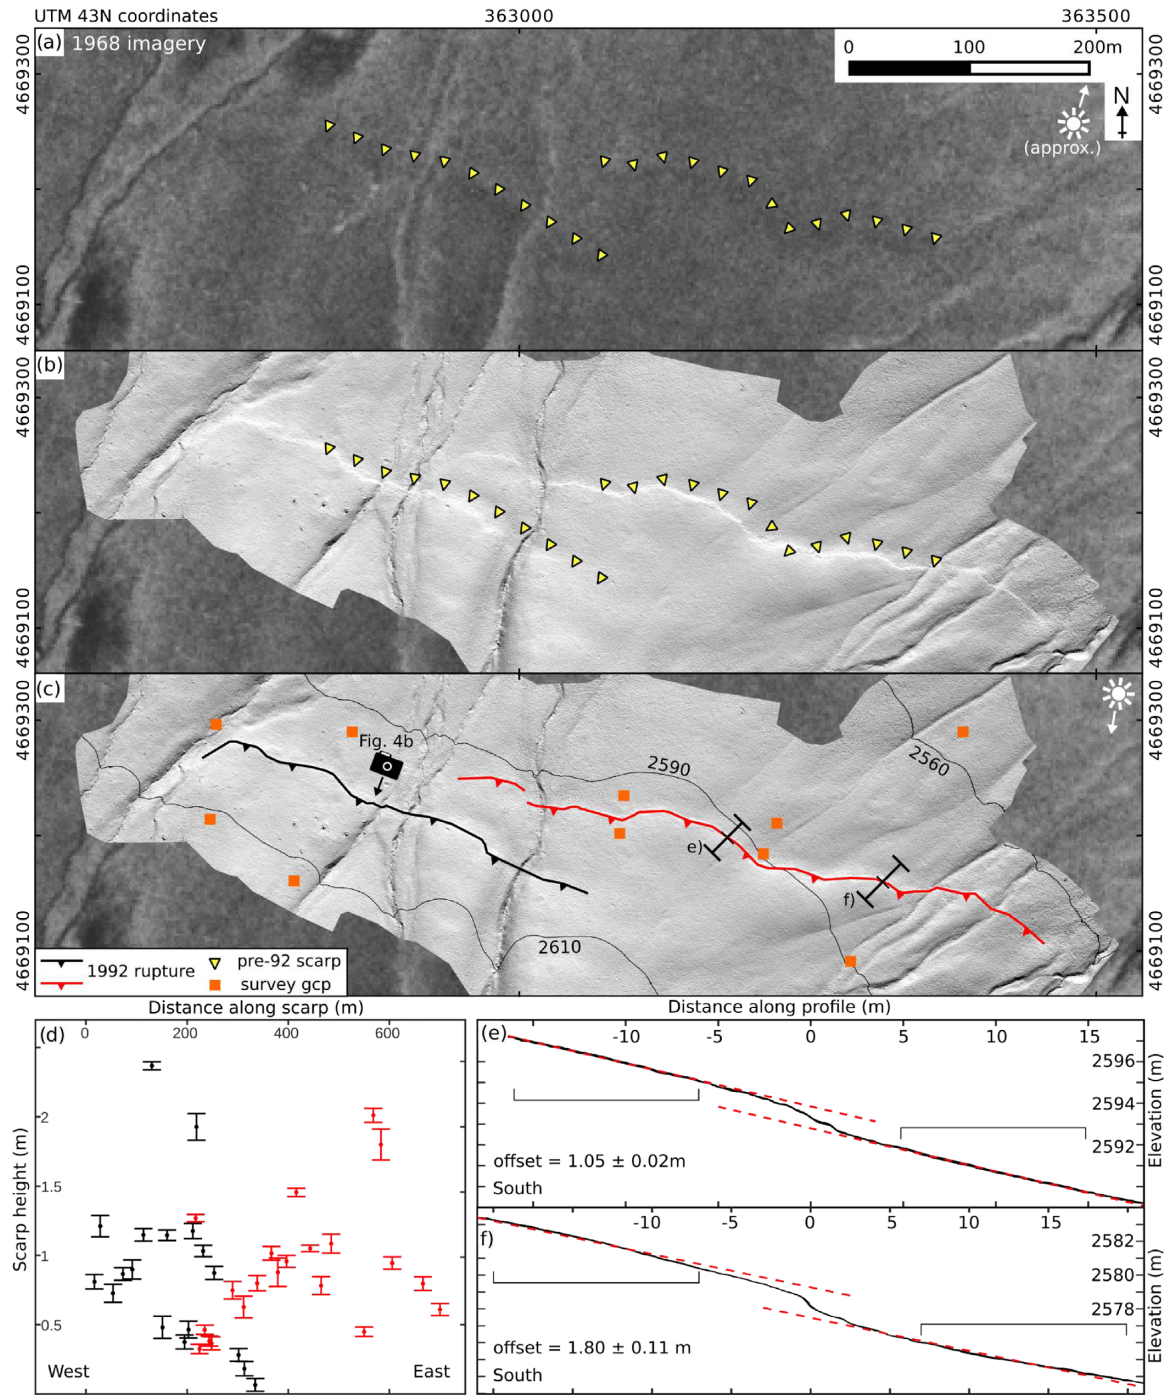 UTM 43N coordinates
363000
363500
(a) 1968 imagery
0 100 200m
N
(approx.)
4669300
4669300
4669100
4669100
(b)
4669300
4669300
4669100
4669100
(c)
4669300
4669300
Fig. 4b
2590
2560
e)
f)
2610
4669100
4669100
1992 rupture
pre-92 scarp
survey gcp
Distance along scarp (m)
Distance along profile (m)
(d)
0 200 400 600
Scarp height (m)
2
1.5
1
0.5
West
East
(e)
-10 -5 0 5 10 15
2596
2594
2592
Elevation (m)
offset = 1.05 ± 0.02m
South
f)
-10 -5 0 5 10 15
2582
2580
2578
Elevation (m)
offset = 1.80 ± 0.11 m
South